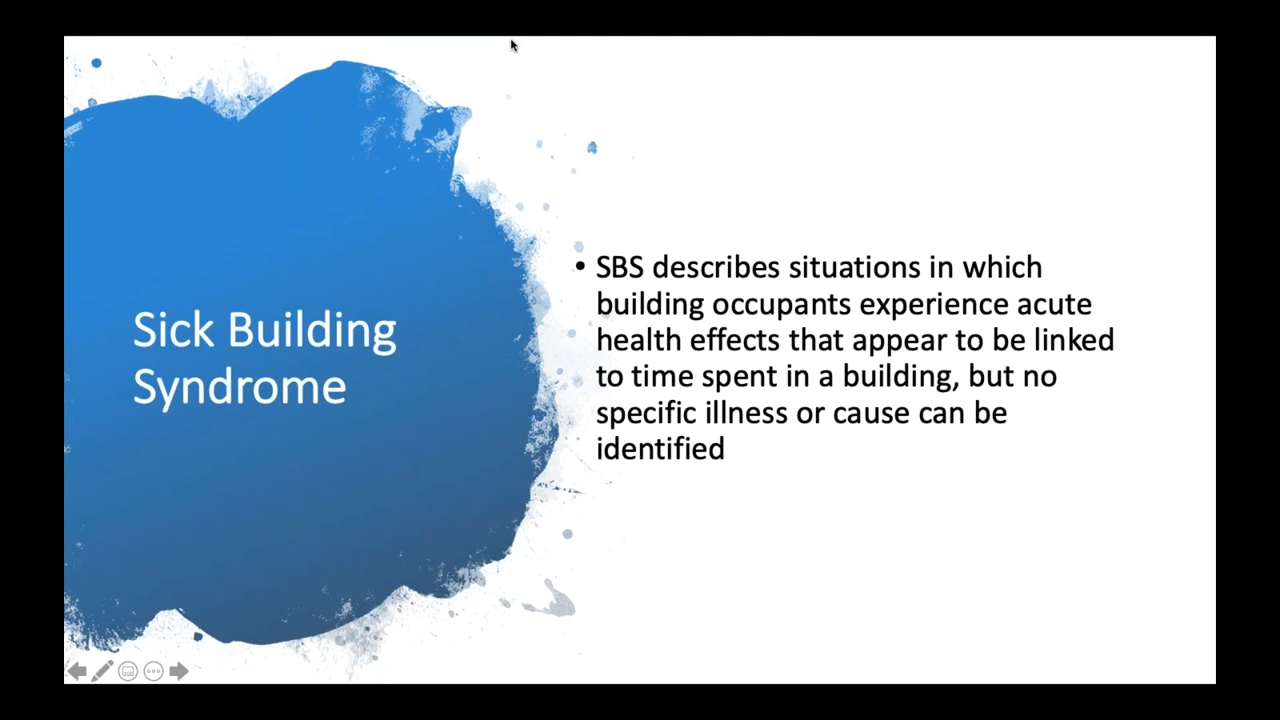 Sick Building
Syndrome
• SBS describes situations in which
building occupants experience acute
health effects that appear to be linked
to time spent in a building, but no
specific illness or cause can be
identified